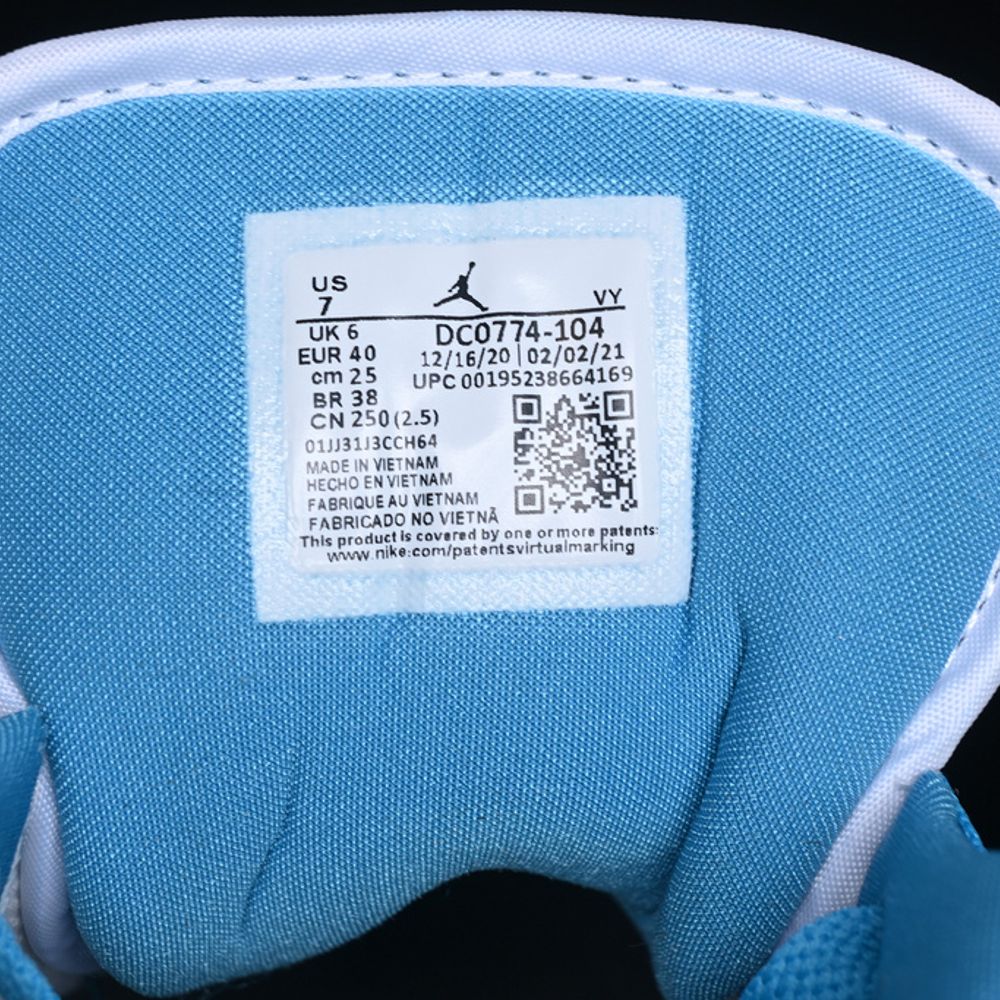 US
7
VY
UK 6
DC0774-104
EUR 40
12/16/20 | 02/02/21
cm 25
UPC 00195238664169
BR 38
CN 250 (2.5)
01JJ31J3CCH64
MADE IN VIETNAM
HECHO EN VIETNAM
FABRIQUE AU VIETNAM
FABRICADO NO VIETNÃ
This product is covered by one or more patents:
www.nike.com/patentsvirtualmarking